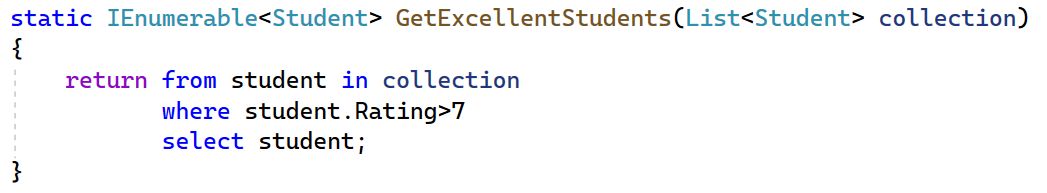 static IEnumerable<Student> GetExcellentStudents(List<Student> collection)
{
    return from student in collection
           where student.Rating>7
           select student;
}